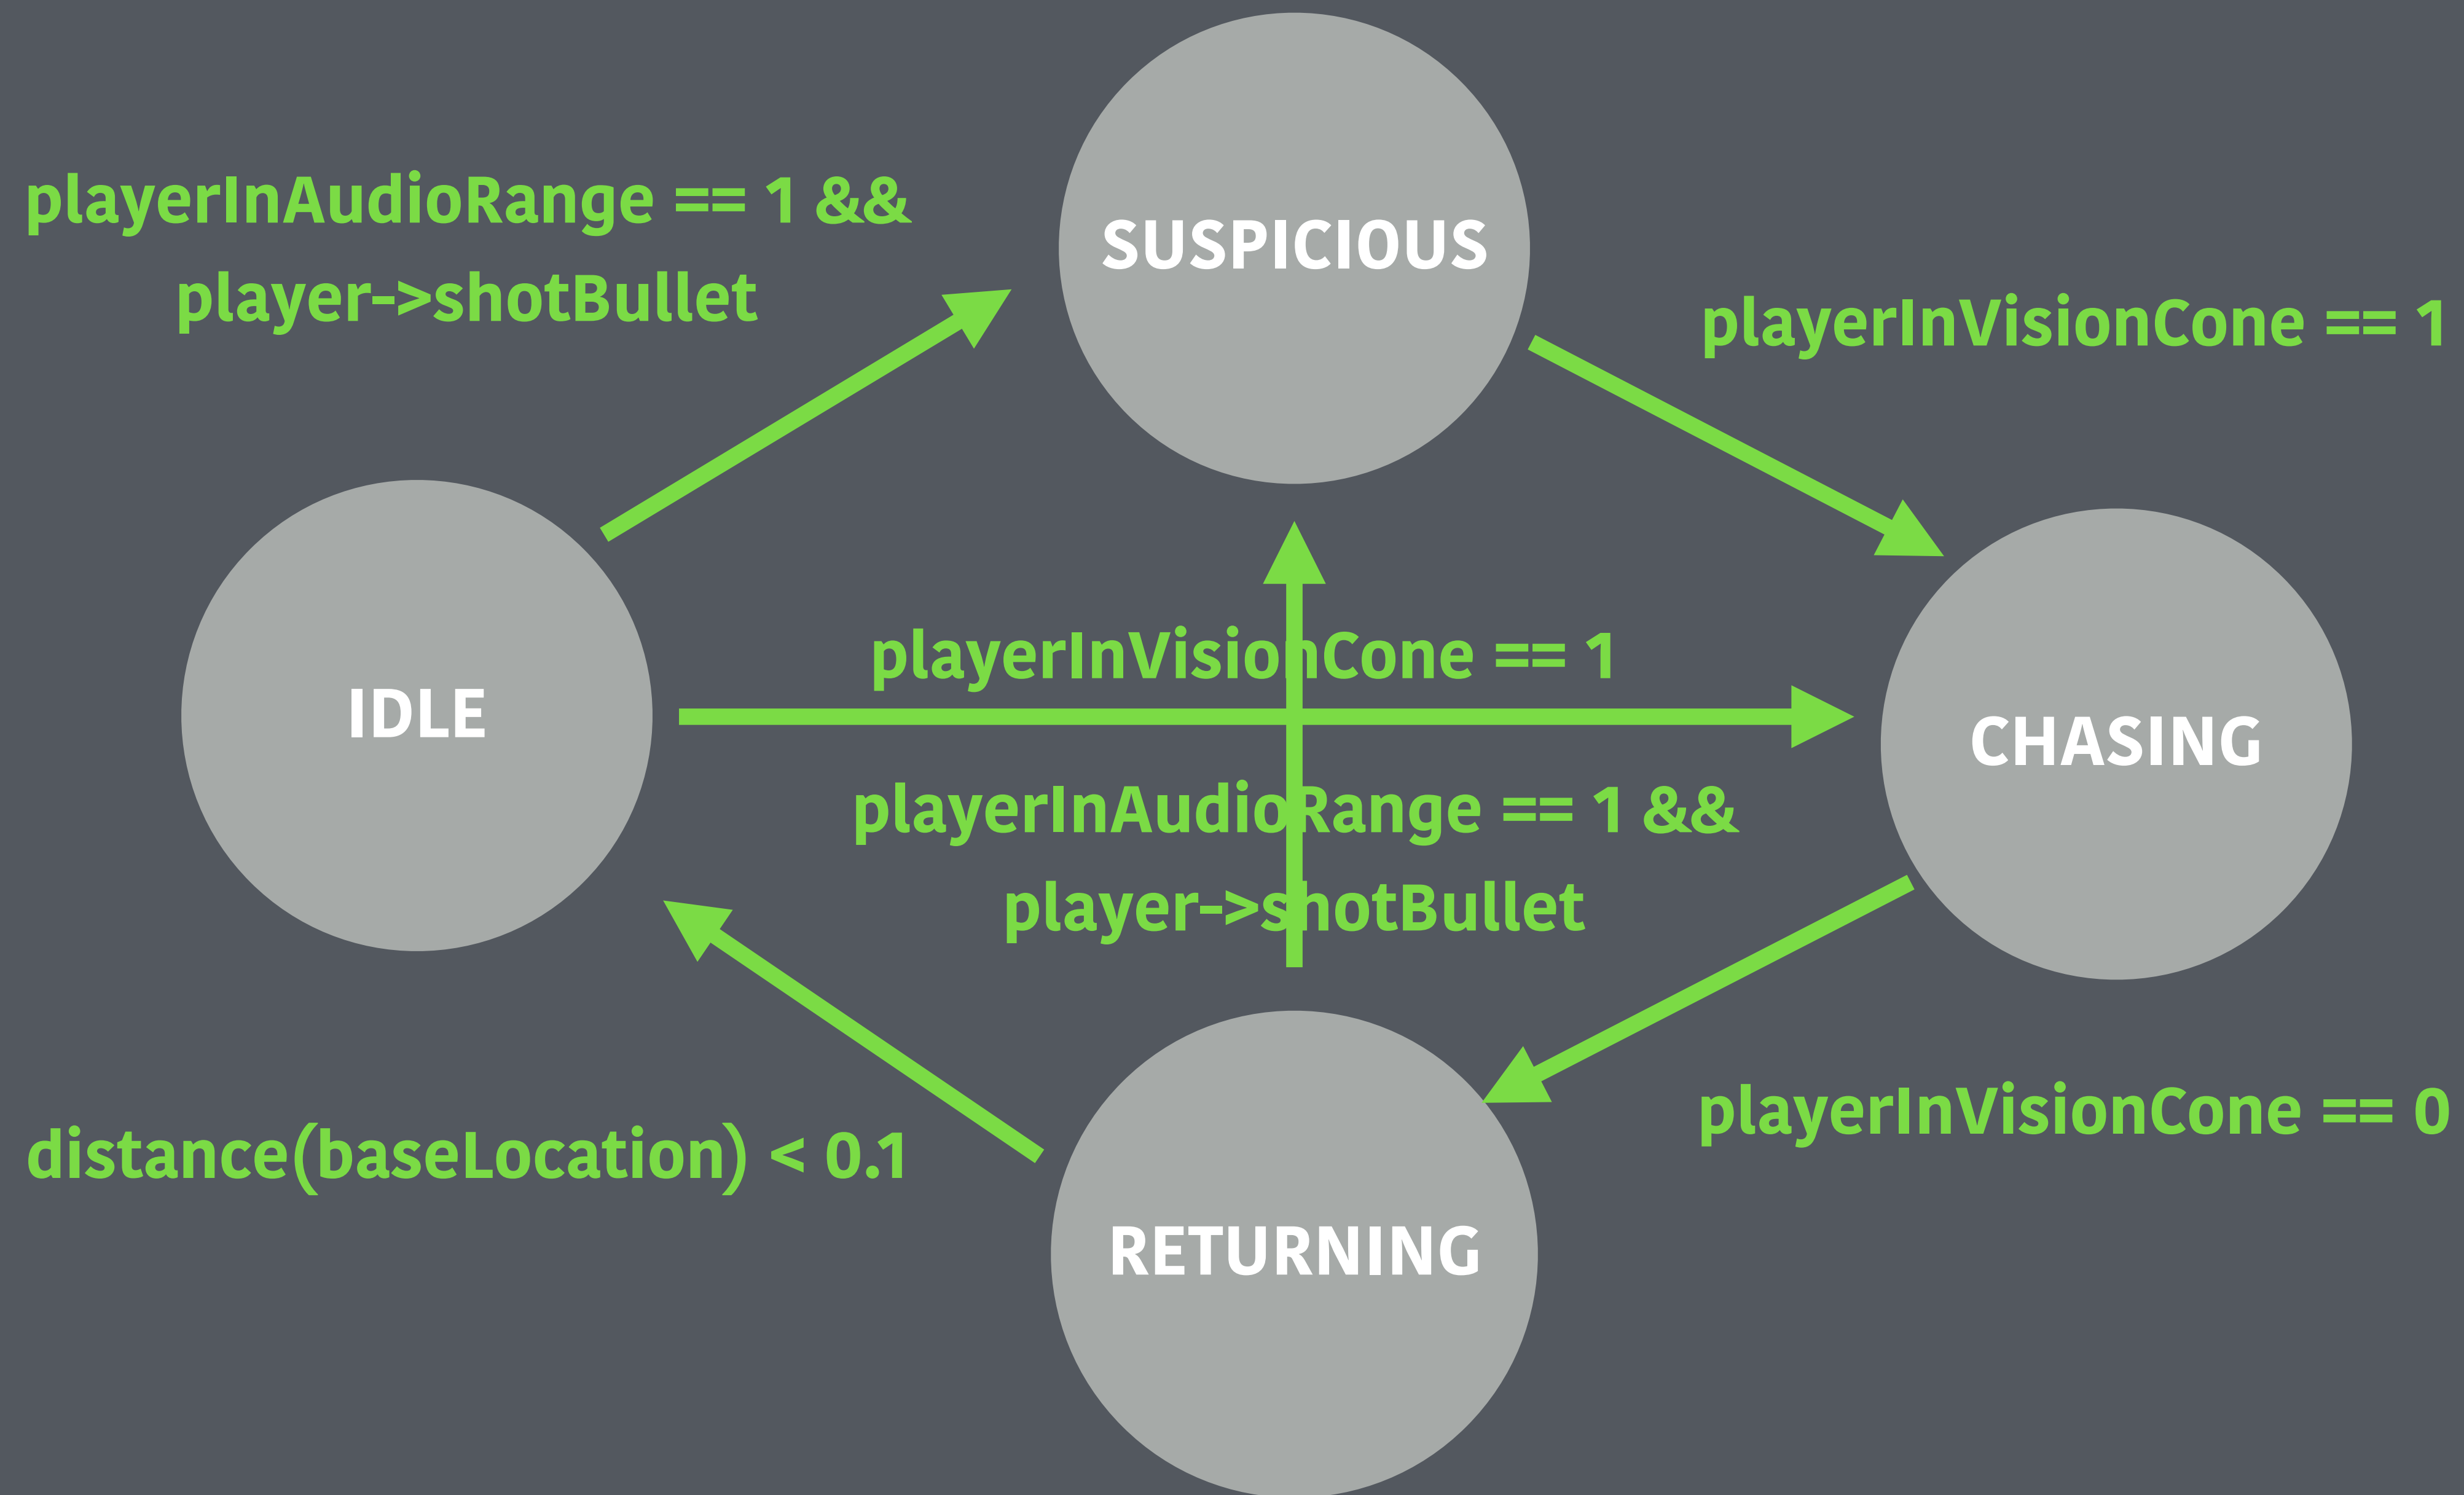 playerInAudioRange == 1 &&
player->shotBullet
SUSPICIOUS
playerInVisionCone == 1
IDLE
playerInVisionCone == 1
playerInAudioRange == 1 &&
player->shotBullet
CHASING
distance(baseLocation) < 0.1
RETURNING
playerInVisionCone == 0